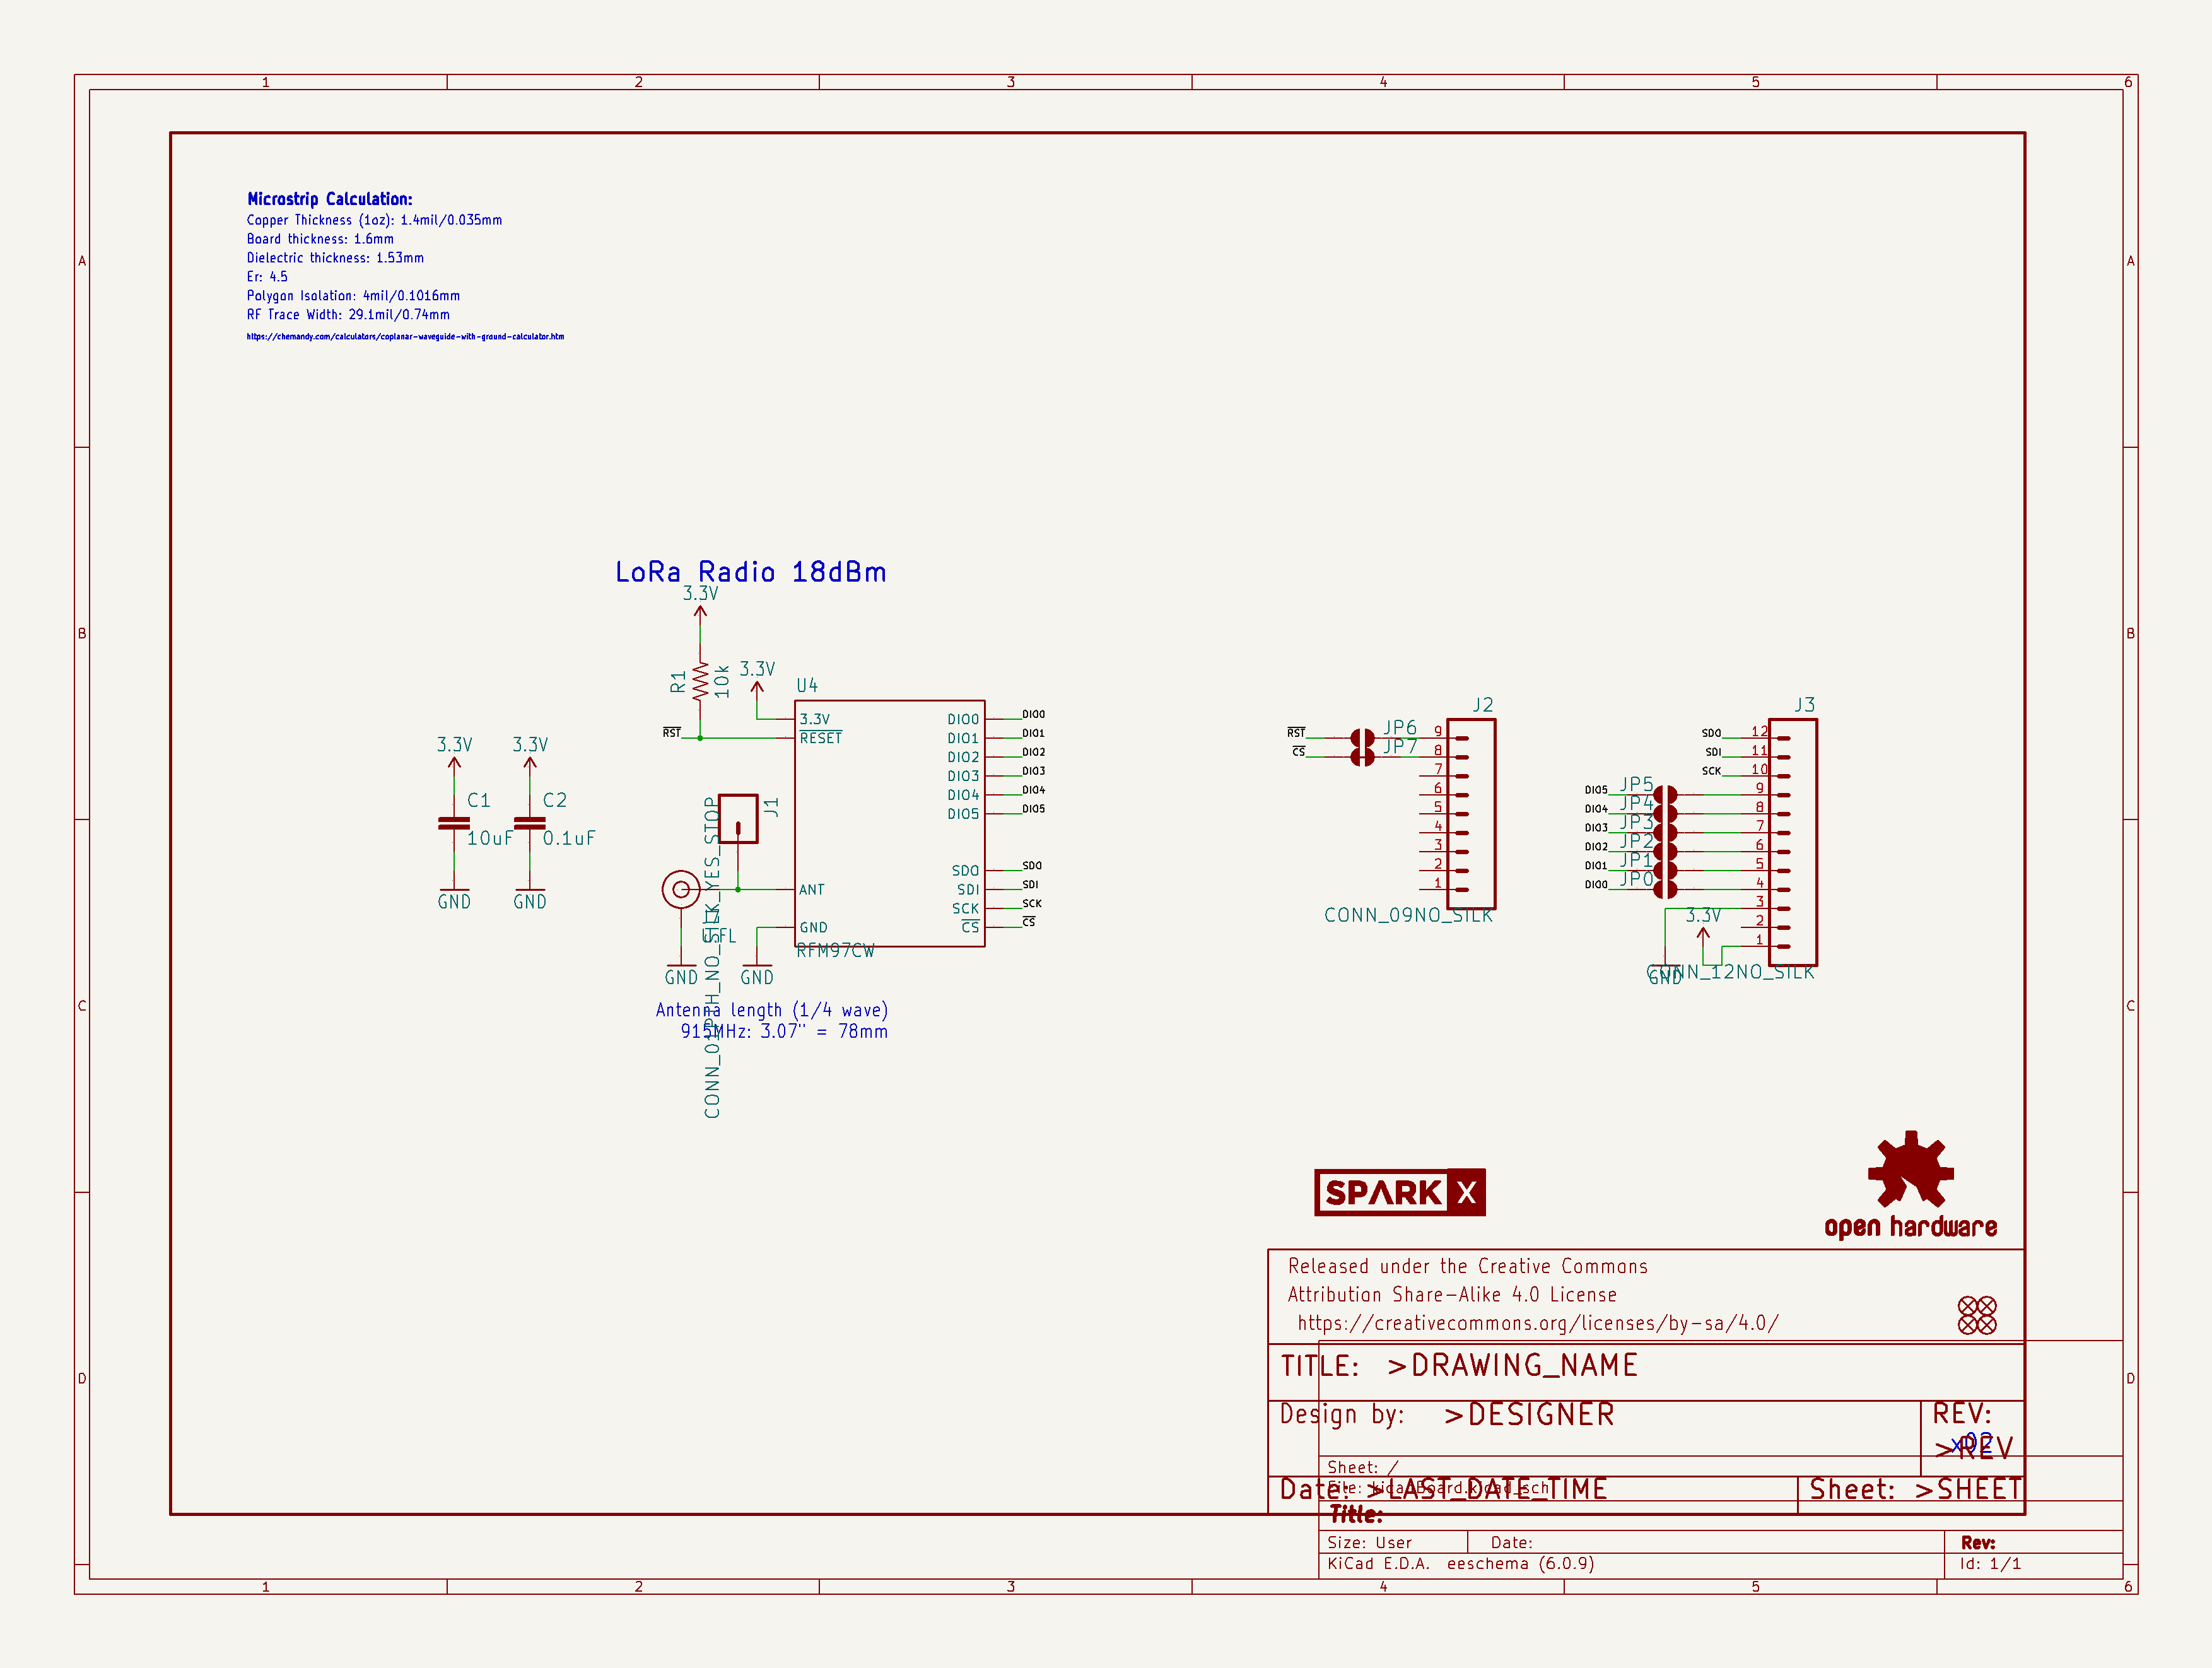 1 2 3 4 5 6
A
B
C
D
A
B
C
D
Microstrip Calculation:
Copper Thickness (1oz): 1.4mil/0.035mm
Board thickness: 1.6mm
Dielectric thickness: 1.53mm
Er: 4.5
Polygon Isolation: 4mil/0.1016mm
RF Trace Width: 29.1mil/0.74mm
https://chemandy.com/calculators/coplanar-waveguide-with-ground-calculator.htm
LoRa Radio 18dBm
3.3V
R1
10k
3.3V
RST
U4
3.3V
RESET
ANT
GND
DIO0
DIO1
DIO2
DIO3
DIO4
DIO5
SDO
SDI
SCK
CS
RFM97CW
DIO0
DIO1
DIO2
DIO3
DIO4
DIO5
SDO
SDI
SCK
CS
3.3V
C1
10uF
GND
3.3V
C2
0.1uF
GND
J1
CONN_01PTH_NO_SILK_YES_STOP
U.FL
GND
GND
Antenna length (1/4 wave)
915MHz: 3.07" = 78mm
J2
RST
CS
JP6
JP7
9
8
7
6
5
4
3
2
1
CONN_09NO_SILK
J3
SDO
SDI
SCK
DIO5
DIO4
DIO3
DIO2
DIO1
DIO0
JP5
JP4
JP3
JP2
JP1
JP0
12
11
10
9
8
7
6
5
4
3
2
1
3.3V
GND
CONN_12NO_SILK
SPARK X
open hardware
Released under the Creative Commons
Attribution Share-Alike 4.0 License
https://creativecommons.org/licenses/by-sa/4.0/
TITLE: >DRAWING_NAME
Design by: >DESIGNER
REV:
>REV
x02
Sheet: /
File: kicadBoard.kicad_sch
Date: >LAST_DATE_TIME
Sheet: >SHEET
Title:
Size: User Date: Rev:
KiCad E.D.A. eeschema (6.0.9) Id: 1/1
1 2 3 4 5 6